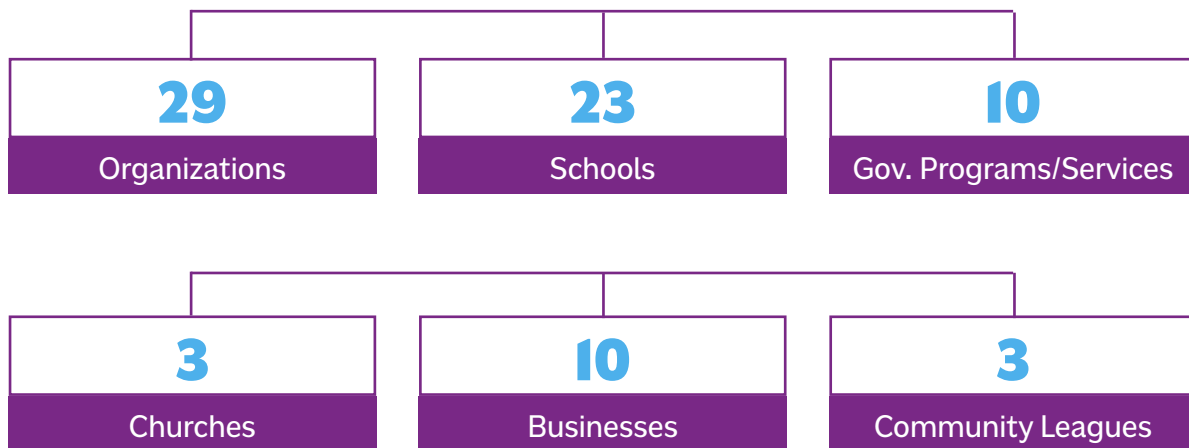 29
23
10
Organizations
Schools
Gov. Programs/Services
3
10
3
Churches
Businesses
Community Leagues